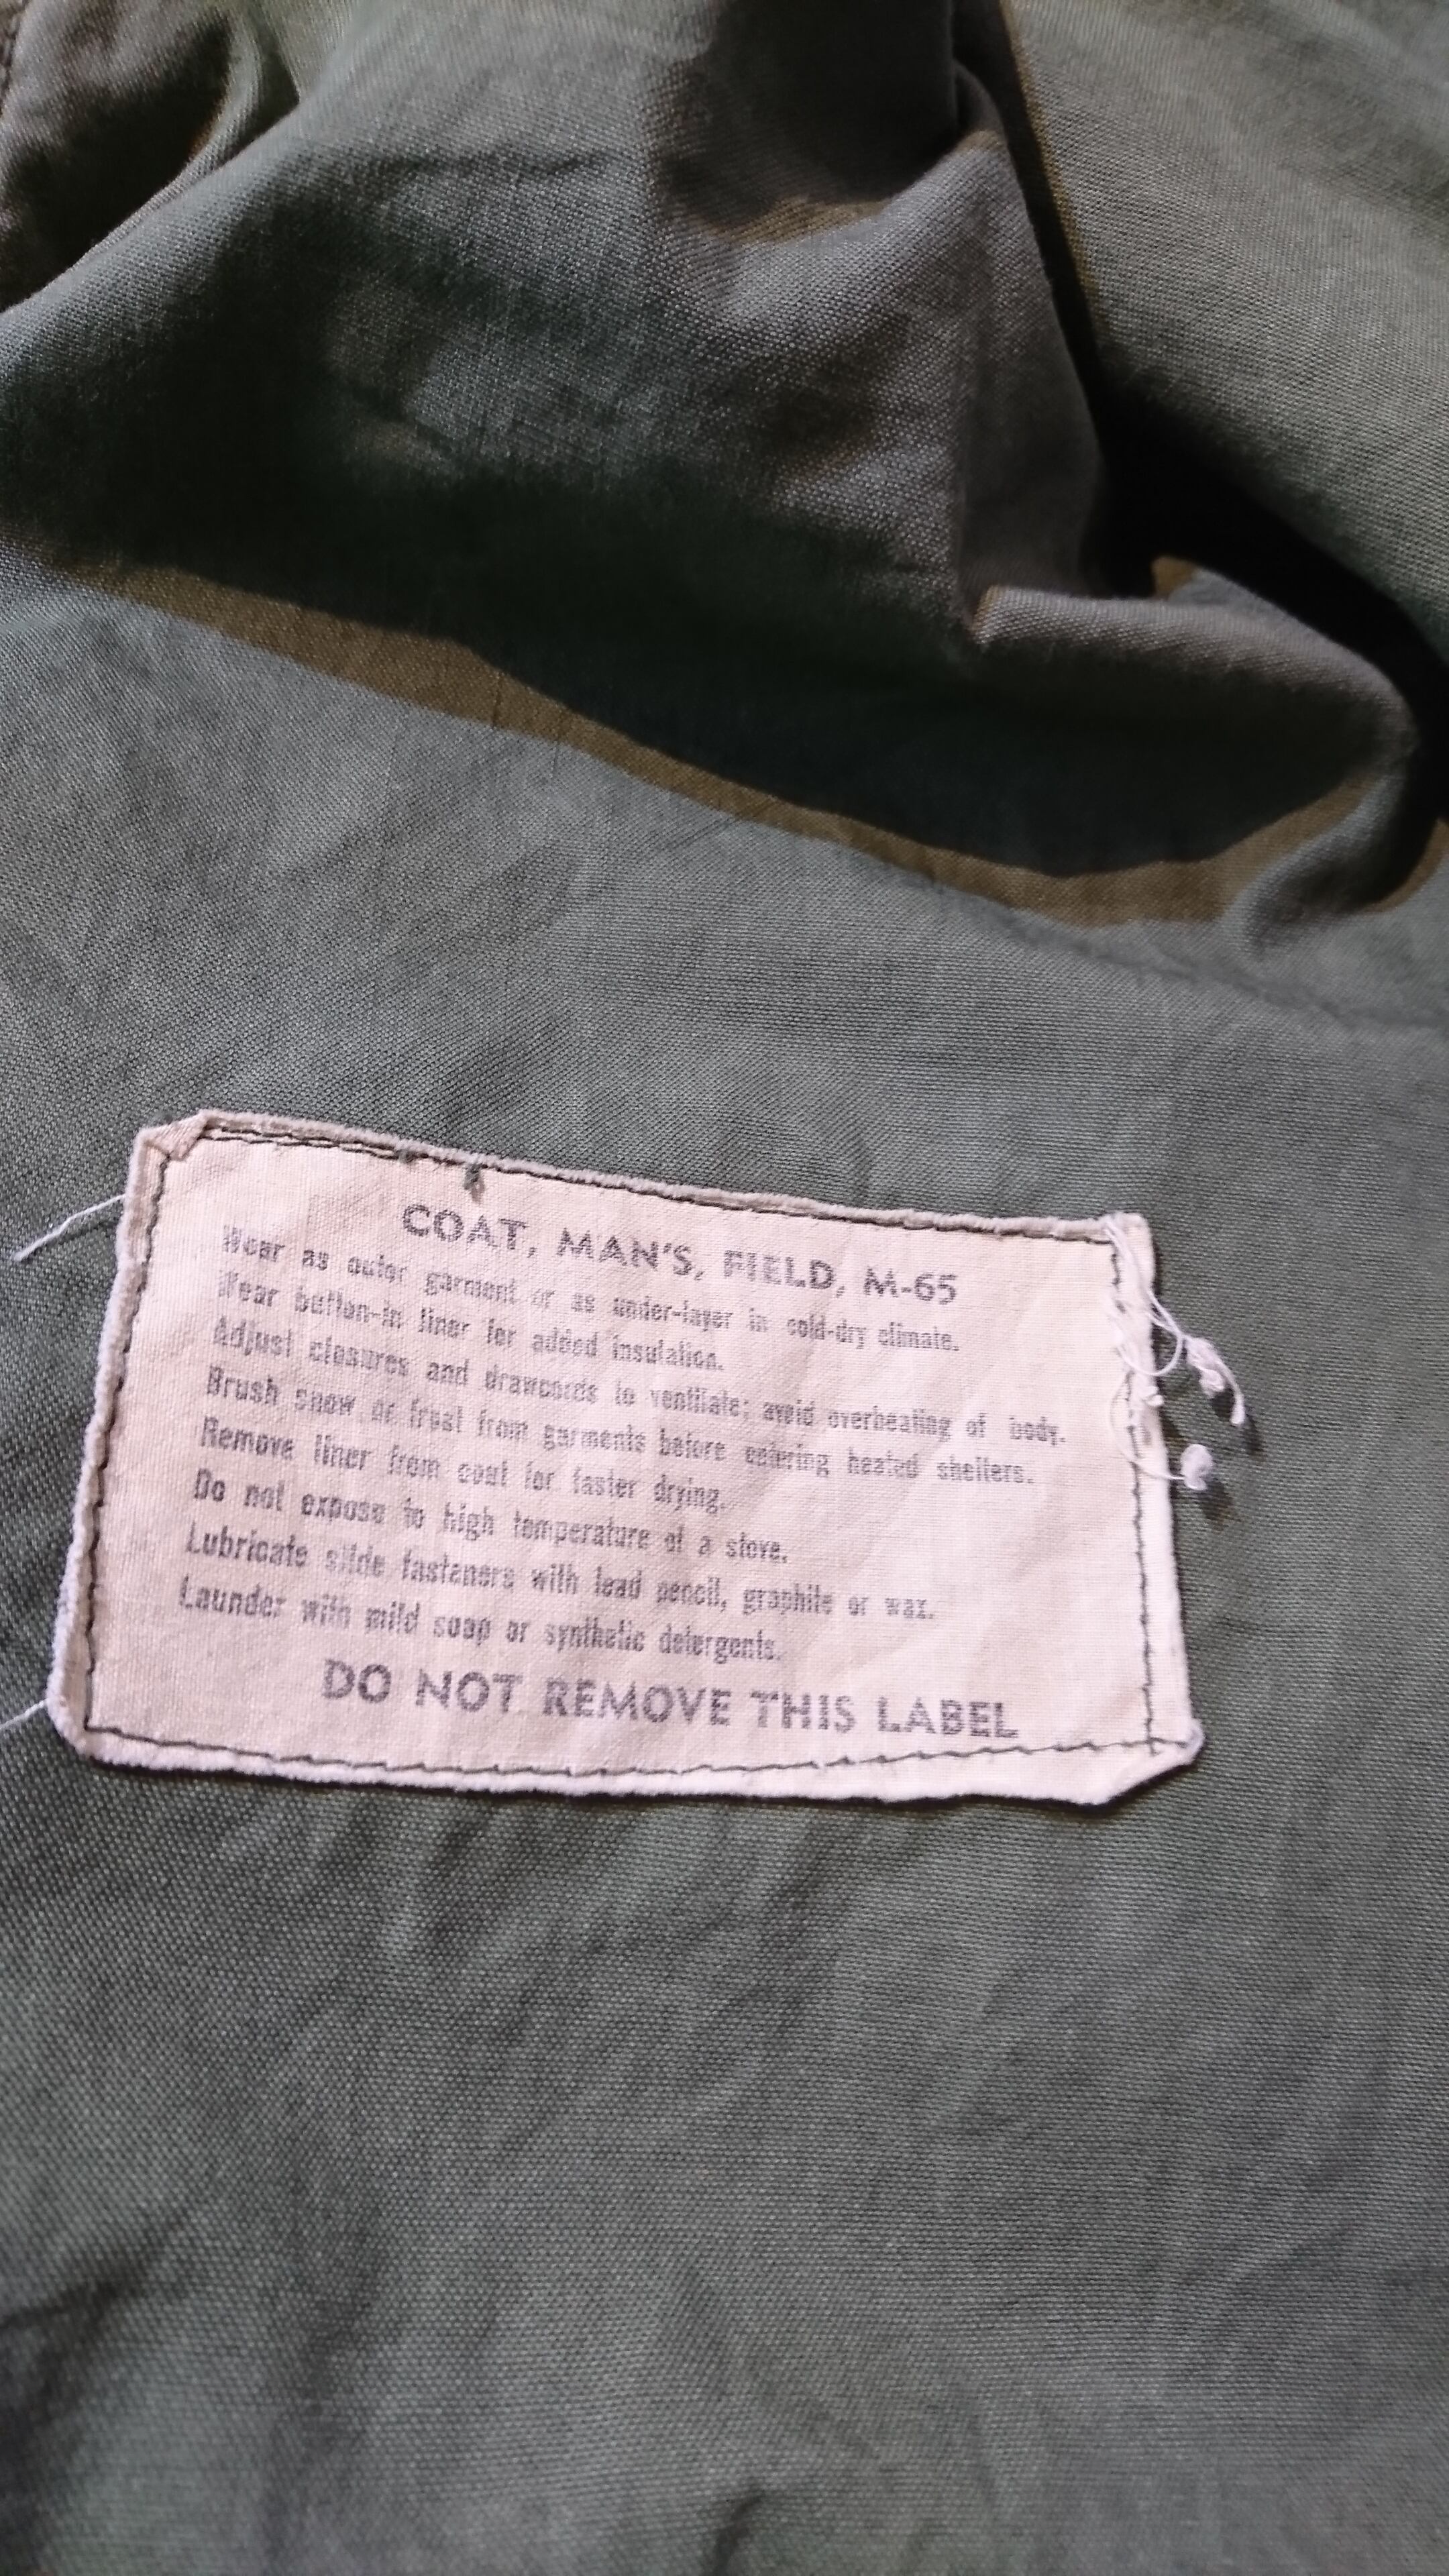 COAT, MAN'S, FIELD, M-65
Wear as outer garment or as under-layer in cold-dry climate.
Wear button-in liner for added insulation.
Adjust closures and drawcords to ventilate; avoid overheating of body.
Brush snow or frost from garments before entering heated shelters.
Remove liner from coat for faster drying.
Do not expose to high temperature of a stove.
Lubricate slide fasteners with lead pencil, graphite or wax.
Launder with mild soap or synthetic detergents.
DO NOT REMOVE THIS LABEL